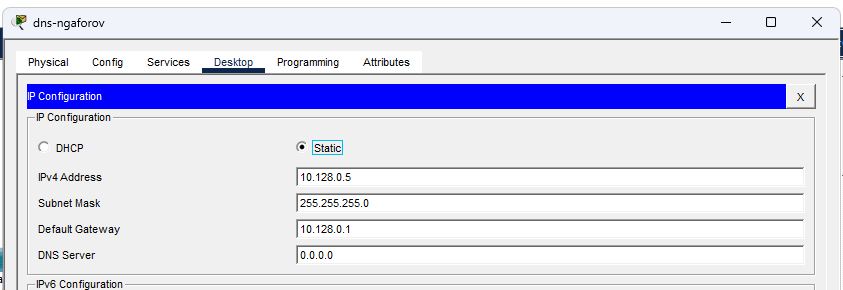 dns-ngaforov
Physical Config Services Desktop Programming Attributes
IP Configuration X
IP Configuration
DHCP Static
IPv4 Address 10.128.0.5
Subnet Mask 255.255.255.0
Default Gateway 10.128.0.1
DNS Server 0.0.0.0
IPv6 Configuration